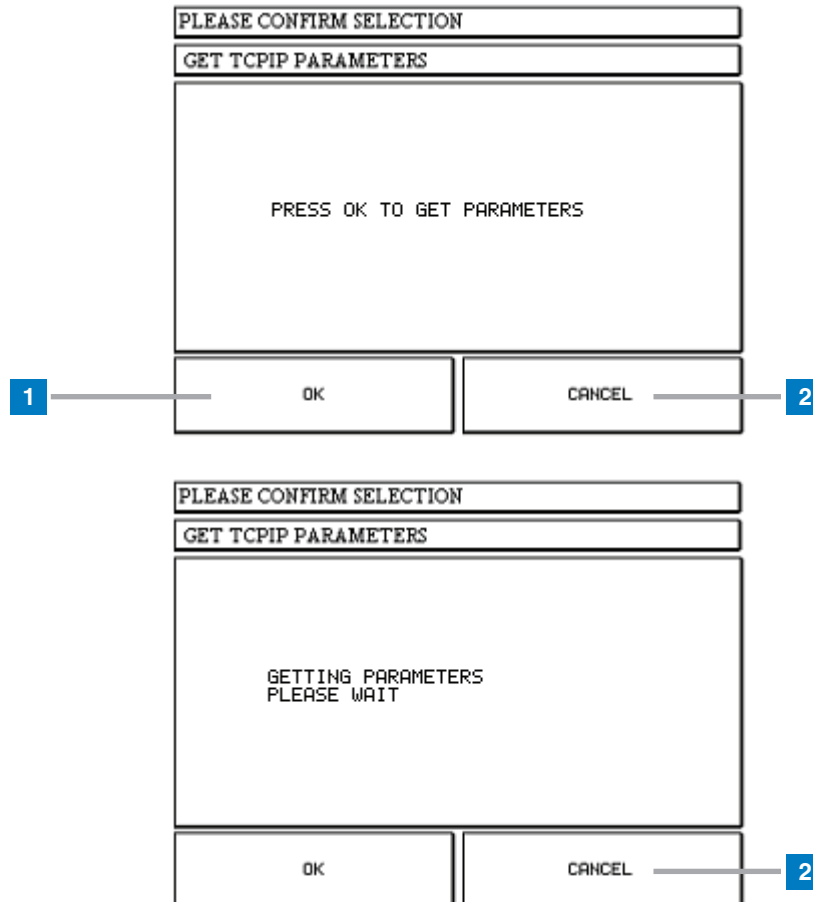 PLEASE CONFIRM SELECTION
GET TCPIP PARAMETERS
PRESS OK TO GET PARAMETERS
1
OK
CANCEL
2
PLEASE CONFIRM SELECTION
GET TCPIP PARAMETERS
GETTING PARAMETERS
PLEASE WAIT
OK
CANCEL
2